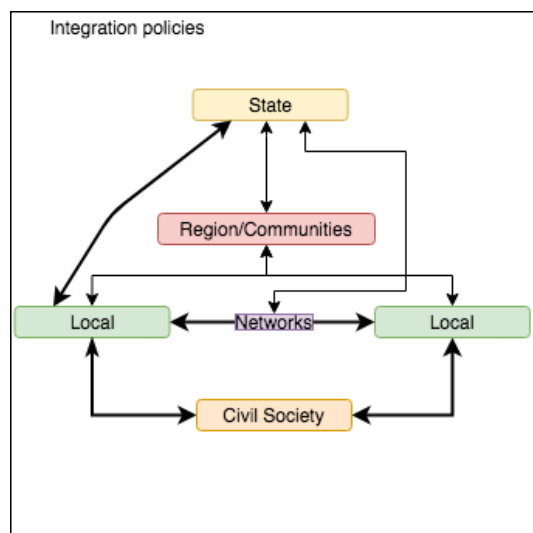 Integration policies
State
Region/Communities
Local
Networks
Local
Civil Society